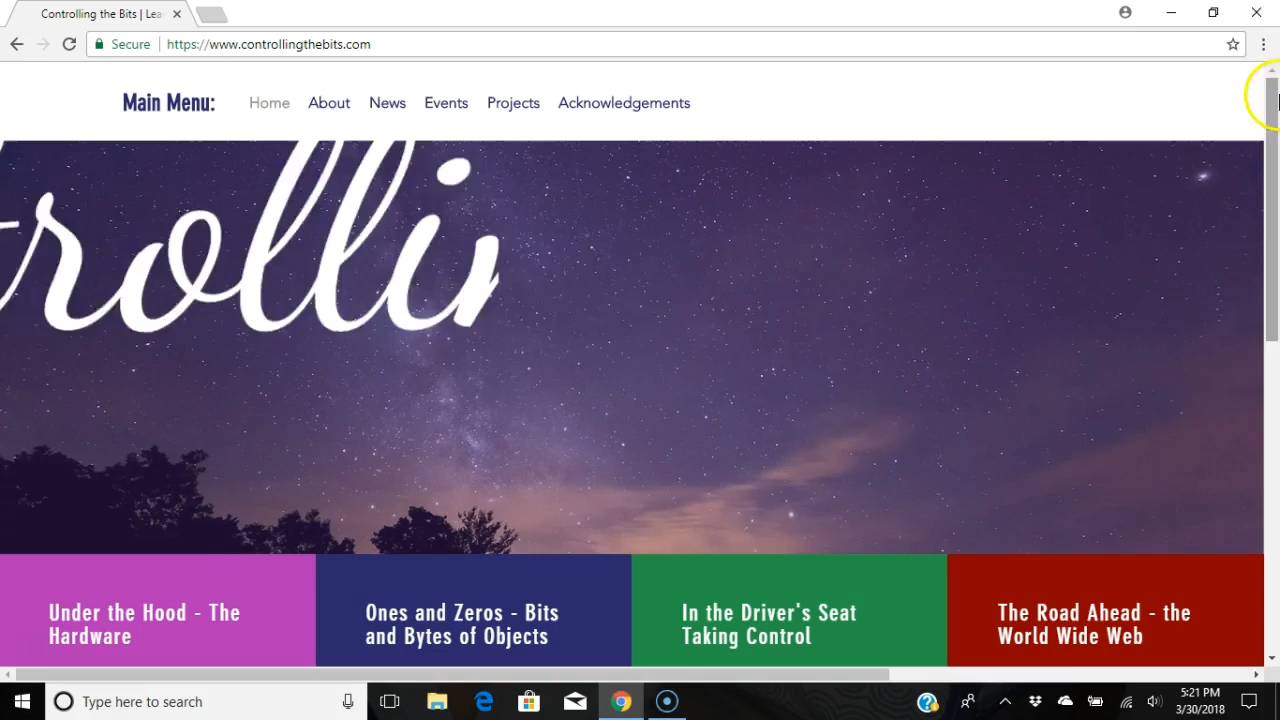 Controlling the Bits | Lea
Secure
https://www.controllingthebits.com
Main Menu: Home About News Events Projects Acknowledgements
trollin
Under the Hood - The
Hardware
Ones and Zeros - Bits
and Bytes of Objects
In the Driver's Seat
Taking Control
The Road Ahead - the
World Wide Web
Type here to search
5:21 PM
3/30/2018